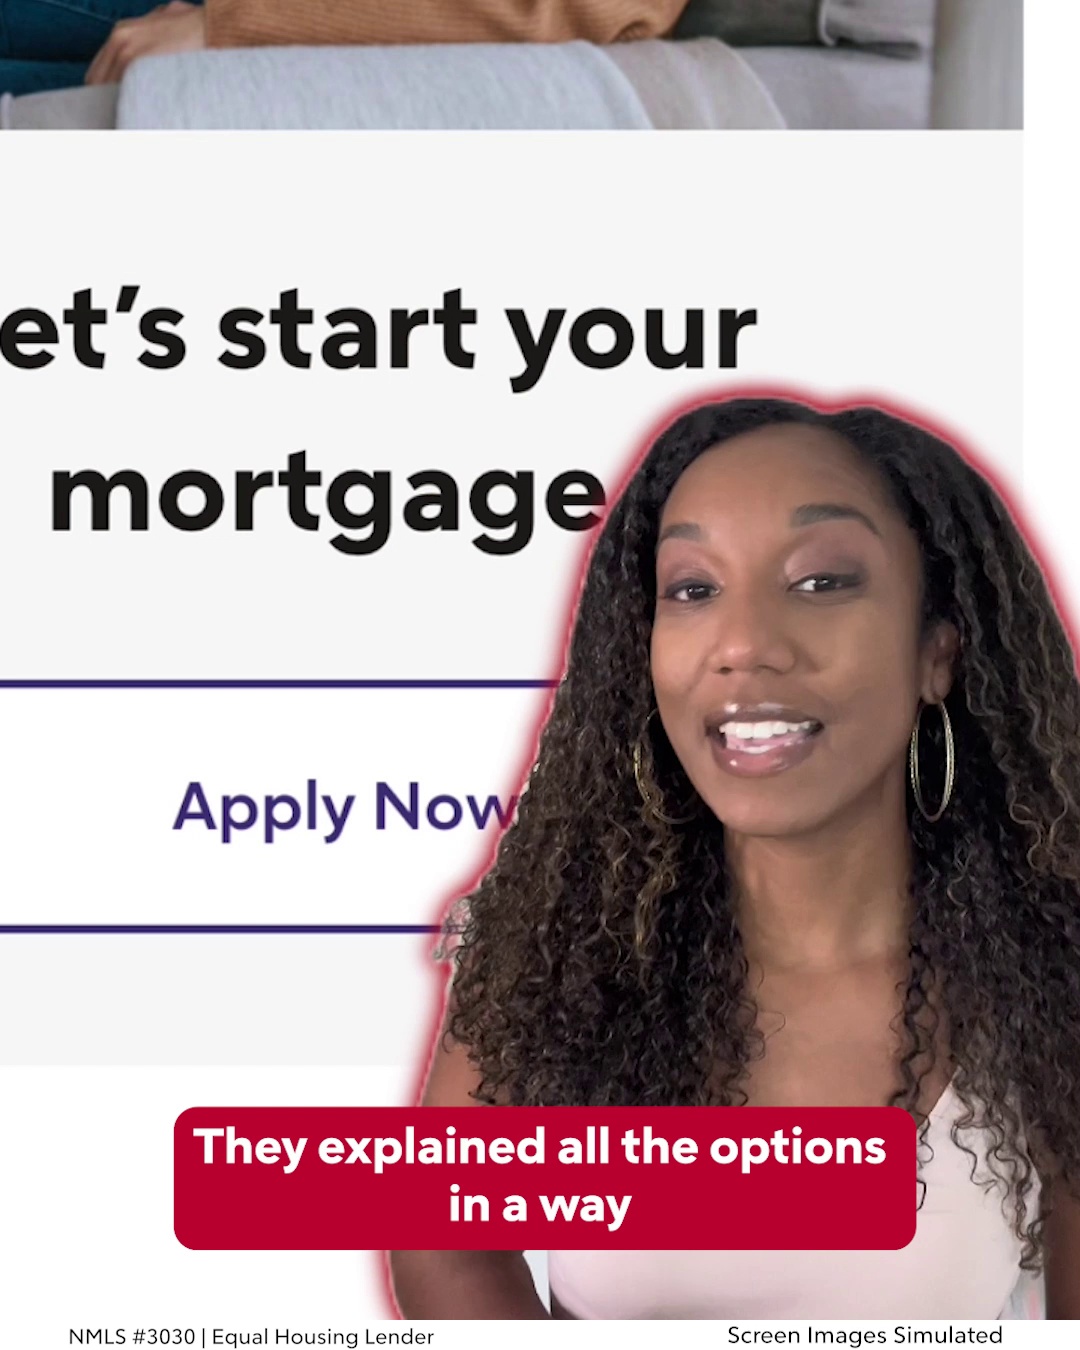 et’s start your
mortgage
Apply Now
They explained all the options
in a way
NMLS #3030 | Equal Housing Lender
Screen Images Simulated